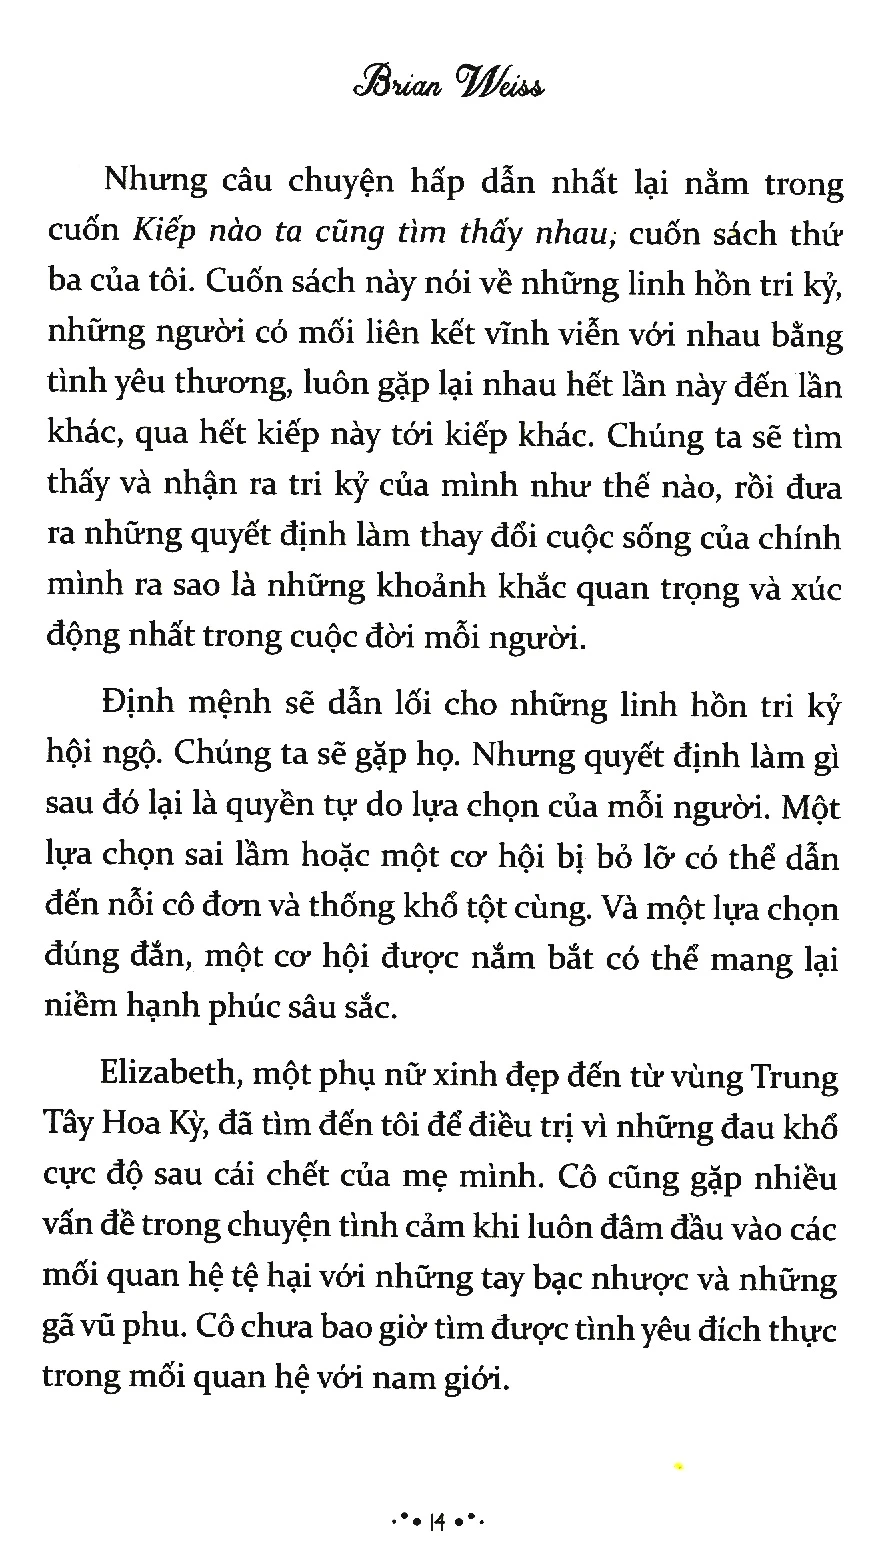 Brian Weiss
Nhưng câu chuyện hấp dẫn nhất lại nằm trong
cuốn Kiếp nào ta cũng tìm thấy nhau, cuốn sách thứ
ba của tôi. Cuốn sách này nói về những linh hồn tri kỷ,
những người có mối liên kết vĩnh viễn với nhau bằng
tình yêu thương, luôn gặp lại nhau hết lần này đến lần
khác, qua hết kiếp này tới kiếp khác. Chúng ta sẽ tìm
thấy và nhận ra tri kỷ của mình như thế nào, rồi đưa
ra những quyết định làm thay đổi cuộc sống của chính
mình ra sao là những khoảnh khắc quan trọng và xúc
động nhất trong cuộc đời mỗi người.
Định mệnh sẽ dẫn lối cho những linh hồn tri kỷ
hội ngộ. Chúng ta sẽ gặp họ. Nhưng quyết định làm gì
sau đó lại là quyền tự do lựa chọn của mỗi người. Một
lựa chọn sai lầm hoặc một cơ hội bị bỏ lỡ có thể dẫn
đến nỗi cô đơn và thống khổ tột cùng. Và một lựa chọn
đúng đắn, một cơ hội được nắm bắt có thể mang lại
niềm hạnh phúc sâu sắc.
Elizabeth, một phụ nữ xinh đẹp đến từ vùng Trung
Tây Hoa Kỳ, đã tìm đến tôi để điều trị vì những đau khổ
cực độ sau cái chết của mẹ mình. Cô cũng gặp nhiều
vấn đề trong chuyện tình cảm khi luôn đâm đầu vào các
mối quan hệ tệ hại với những tay bạc nhược và những
gã vũ phu. Cô chưa bao giờ tìm được tình yêu đích thực
trong mối quan hệ với nam giới.
14